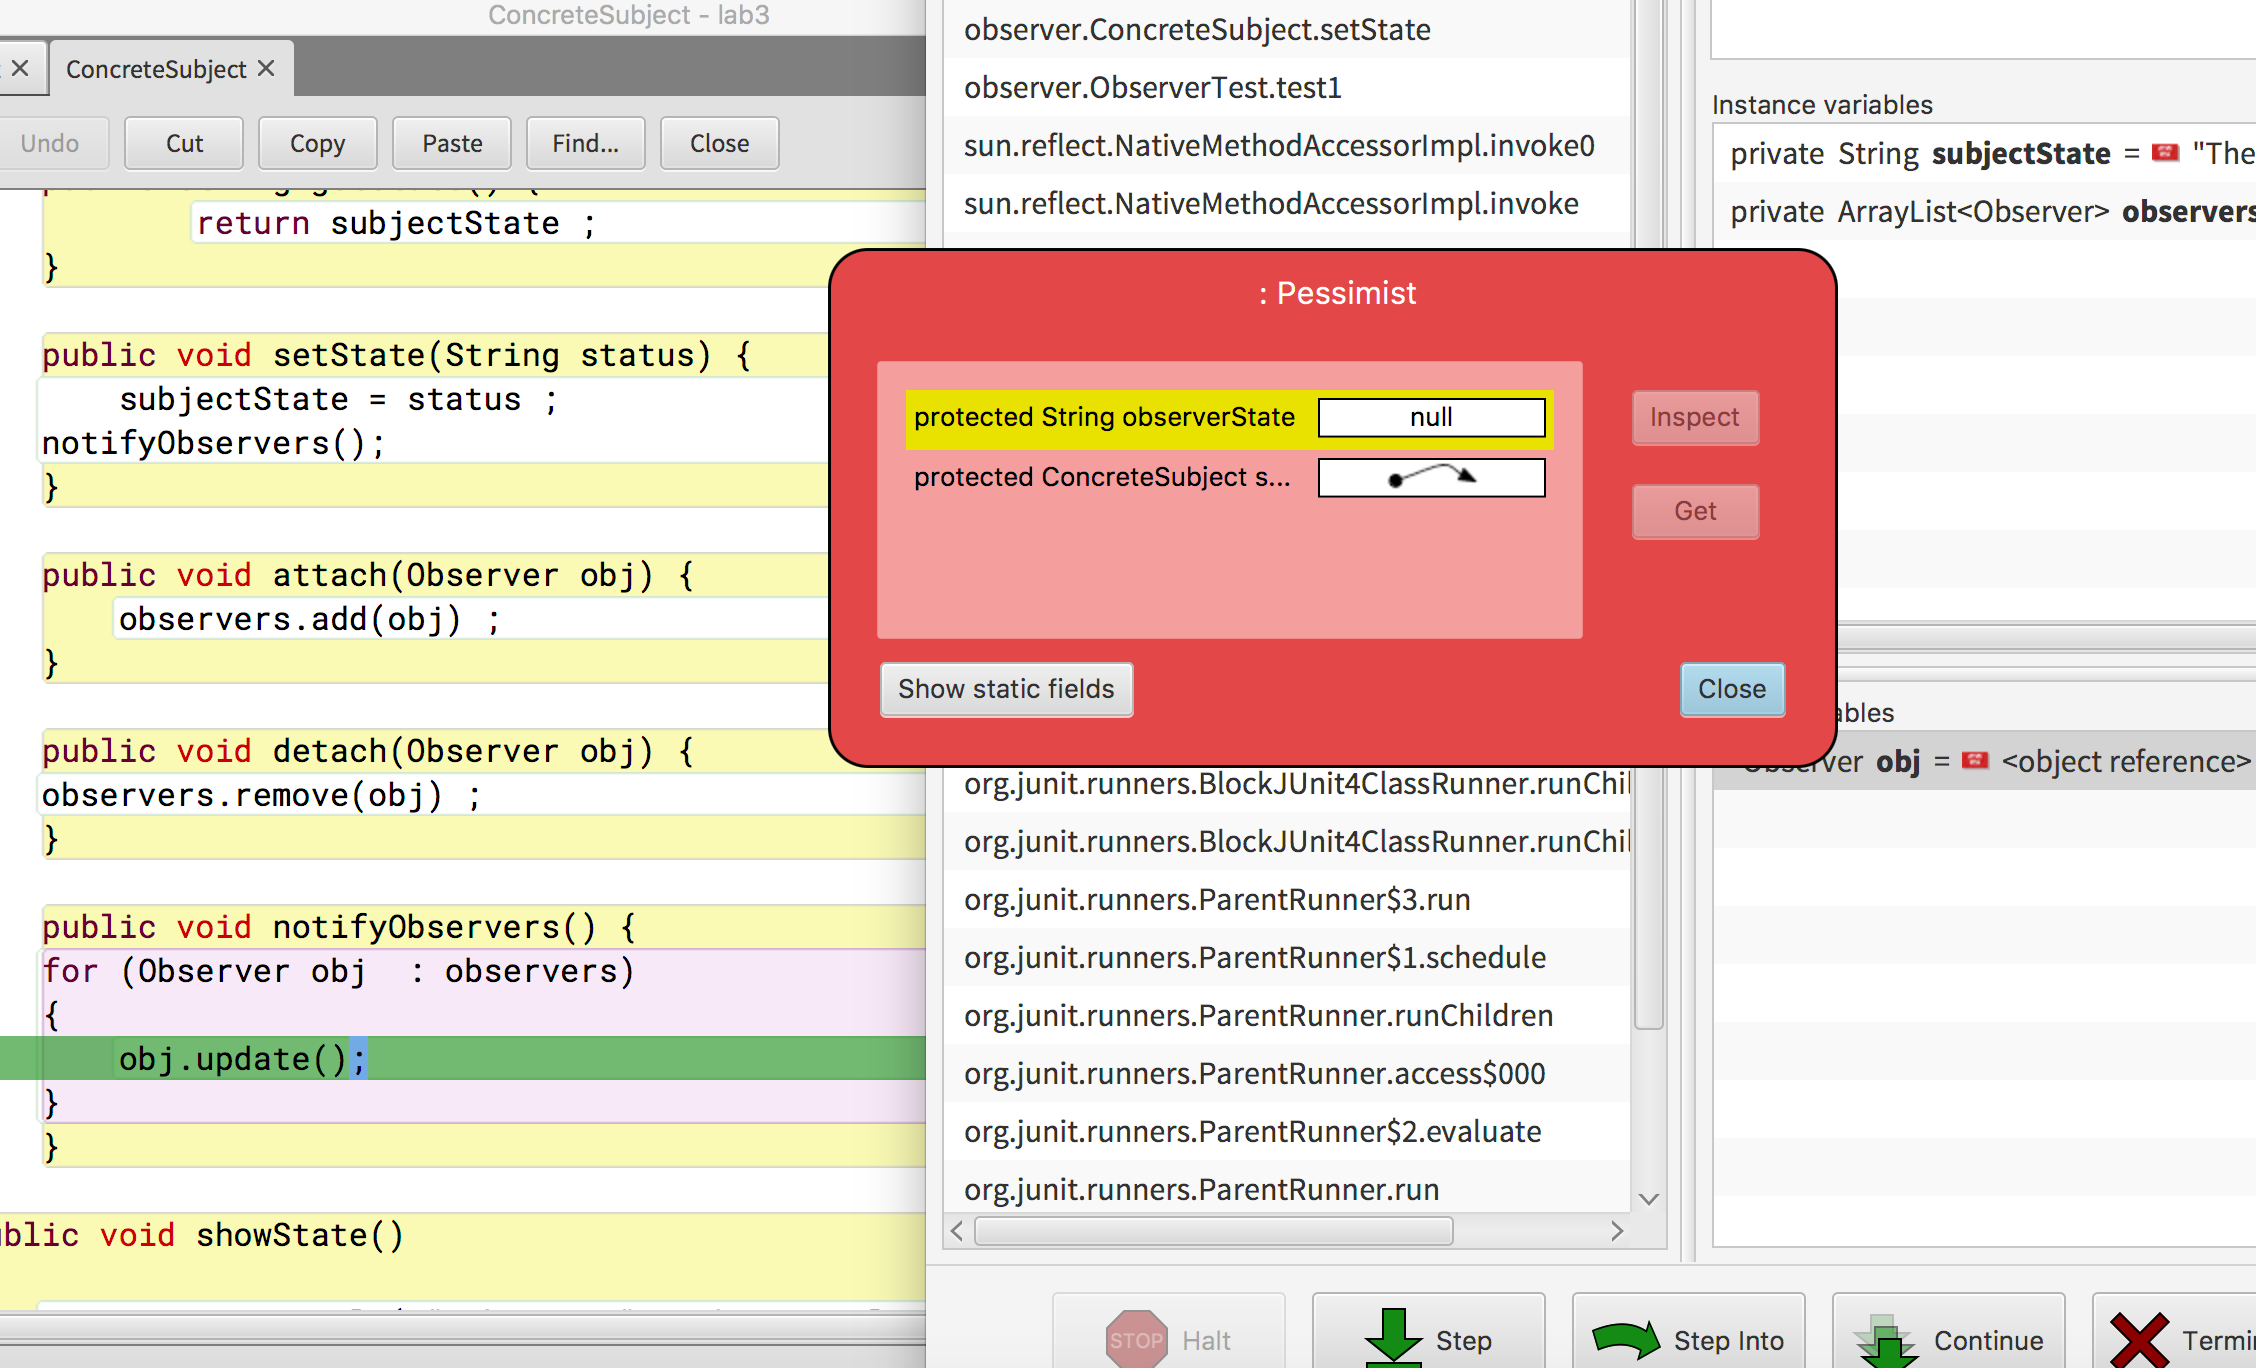 ConcreteSubject - lab3
ConcreteSubject
Undo
Cut
Copy
Paste
Find...
Close
return subjectState ;
}
public void setState(String status) {
subjectState = status ;
notifyObservers();
}
public void attach(Observer obj) {
observers.add(obj) ;
}
public void detach(Observer obj) {
observers.remove(obj) ;
}
public void notifyObservers() {
for (Observer obj  : observers)
{
obj.update();
}
}
blic void showState()
observer.ConcreteSubject.setState
observer.ObserverTest.test1
sun.reflect.NativeMethodAccessorImpl.invoke0
sun.reflect.NativeMethodAccessorImpl.invoke
: Pessimist
protected String observerState
null
protected ConcreteSubject s...
Inspect
Get
Show static fields
Close
org.junit.runners.BlockJUnit4ClassRunner.runChil
org.junit.runners.BlockJUnit4ClassRunner.runChil
org.junit.runners.ParentRunner$3.run
org.junit.runners.ParentRunner$1.schedule
org.junit.runners.ParentRunner.runChildren
org.junit.runners.ParentRunner.access$000
org.junit.runners.ParentRunner$2.evaluate
org.junit.runners.ParentRunner.run
Instance variables
private String subjectState = "The
private ArrayList<Observer> observers
ables
Observer obj = <object reference>
STOP
Halt
Step
Step Into
Continue
Termi